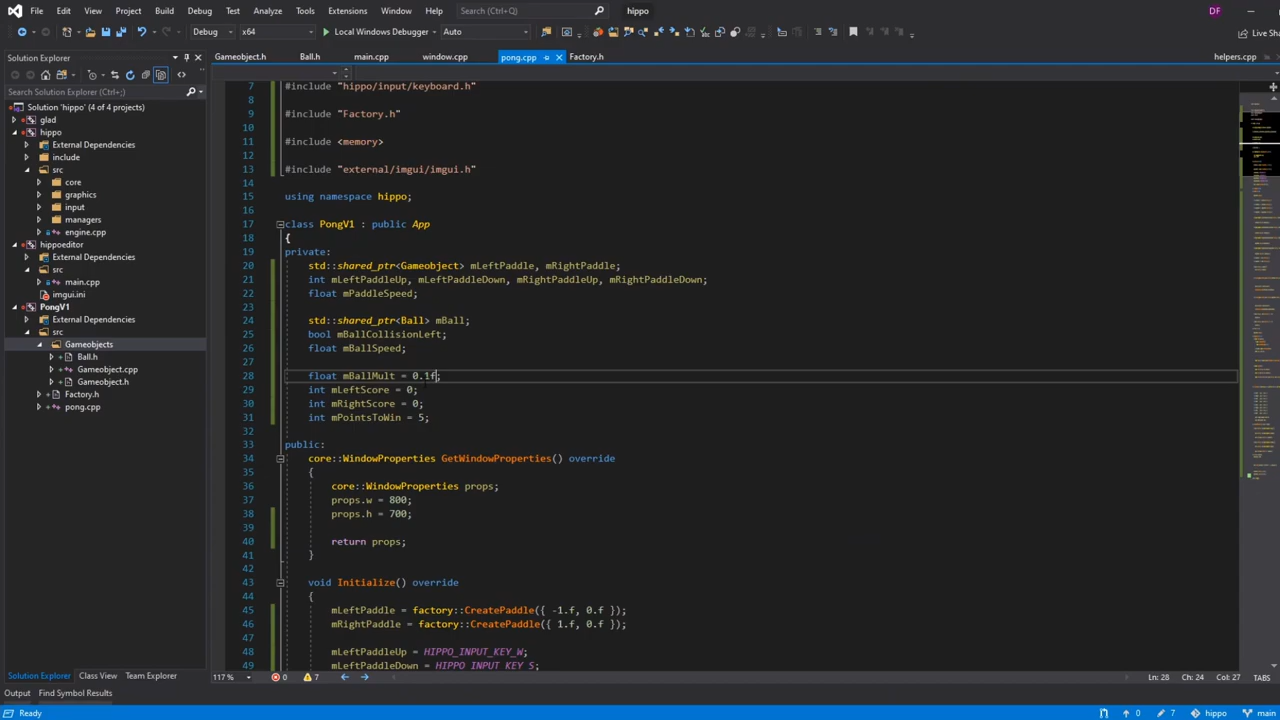 File Edit View Git Project Build Debug Test Analyze Tools Extensions Window Help Search (Ctrl+Q) hippo DF
Debug x64 Local Windows Debugger Auto Live Sha
Solution Explorer
Search Solution Explorer (Ctrl+;)
Solution 'hippo' (4 of 4 projects)
glad
hippo
External Dependencies
include
src
core
graphics
input
managers
engine.cpp
hippoeditor
External Dependencies
src
main.cpp
imgui.ini
PongV1
External Dependencies
src
Gameobjects
Ball.h
Gameobject.cpp
Gameobject.h
Factory.h
pong.cpp
Solution Explorer Class View Team Explorer
Gameobject.h Ball.h main.cpp window.cpp pong.cpp Factory.h helpers.cpp
7 #include "hippo/input/keyboard.h"
8
9 #include "Factory.h"
10
11 #include <memory>
12
13 #include "external/imgui/imgui.h"
14
15 using namespace hippo;
16
17 class PongV1 : public App
18 {
19 private:
20 std::shared_ptr<Gameobject> mLeftPaddle, mRightPaddle;
21 int mLeftPaddleUp, mLeftPaddleDown, mRightPaddleUp, mRightPaddleDown;
22 float mPaddleSpeed;
23
24 std::shared_ptr<Ball> mBall;
25 bool mBallCollisionLeft;
26 float mBallSpeed;
27
28 float mBallMult = 0.1f;
29 int mLeftScore = 0;
30 int mRightScore = 0;
31 int mPointsToWin = 5;
32
33 public:
34 core::WindowProperties GetWindowProperties() override
35 {
36 core::WindowProperties props;
37 props.w = 800;
38 props.h = 700;
39
40 return props;
41 }
42
43 void Initialize() override
44 {
45 mLeftPaddle = factory::CreatePaddle({ -1.f, 0.f });
46 mRightPaddle = factory::CreatePaddle({ 1.f, 0.f });
47
48 mLeftPaddleUp = HIPPO_INPUT_KEY_W;
49 mLeftPaddleDown = HIPPO_INPUT_KEY_S;
117 % 0 7 Ln: 28 Ch: 24 Col: 27 TABS
Output Find Symbol Results
Ready 0 7 hippo main